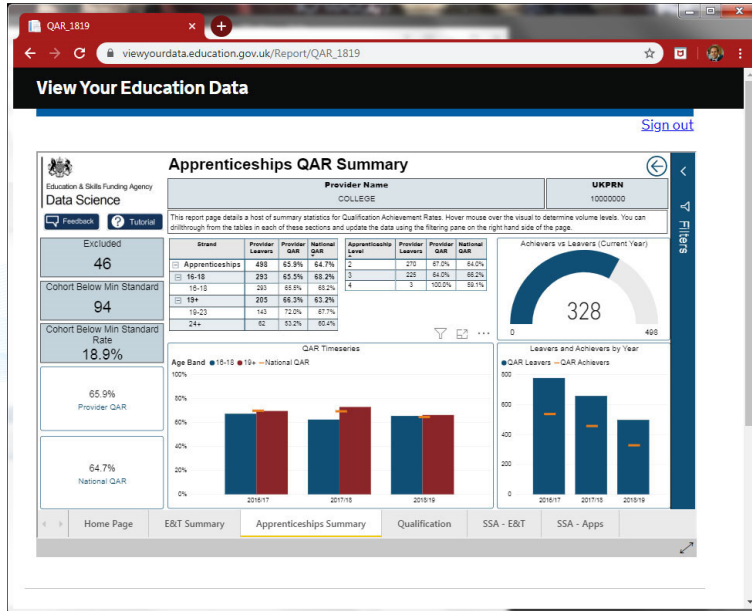 QAR_1819
viewyourdata.education.gov.uk/Report/QAR_1819
View Your Education Data
Sign out
Education & Skills Funding Agency
Data Science
Feedback
? Tutorial
Apprenticeships QAR Summary
Provider Name
UKPRN
COLLEGE
10000000
This report page details a host of summary statistics for Qualification Achievement Rates. Hover mouse over the visual to determine volume levels. You can
drillthrough from the tables in each of these sections and update the data using the filtering pane on the right hand side of the page.
Filters
Excluded
46
Cohort Below Min Standard
94
Cohort Below Min Standard
Rate
18.9%
65.9%
Provider QAR
64.7%
National QAR
Strand Provider Leavers Provider QAR National QAR
Apprenticeships 498 65.9% 64.7%
16-18 293 65.5% 68.2%
16-18 293 65.5% 68.2%
19+ 205 66.3% 63.2%
19-23 143 72.0% 67.7%
24+ 62 53.2% 60.4%
Apprenticeship Level Provider Leavers Provider QAR National QAR
2 270 67.0% 64.0%
3 225 64.0% 66.2%
4 3 100.0% 59.1%
Achievers vs Leavers (Current Year)
328
0
498
QAR Timeseries
Age Band 16-18 19+ National QAR
100%
80%
60%
40%
20%
0%
2016/17
2017/18
2018/19
Leavers and Achievers by Year
QAR Leavers QAR Achievers
800
600
400
200
0
2016/17
2017/18
2018/19
Home Page
E&T Summary
Apprenticeships Summary
Qualification
SSA - E&T
SSA - Apps